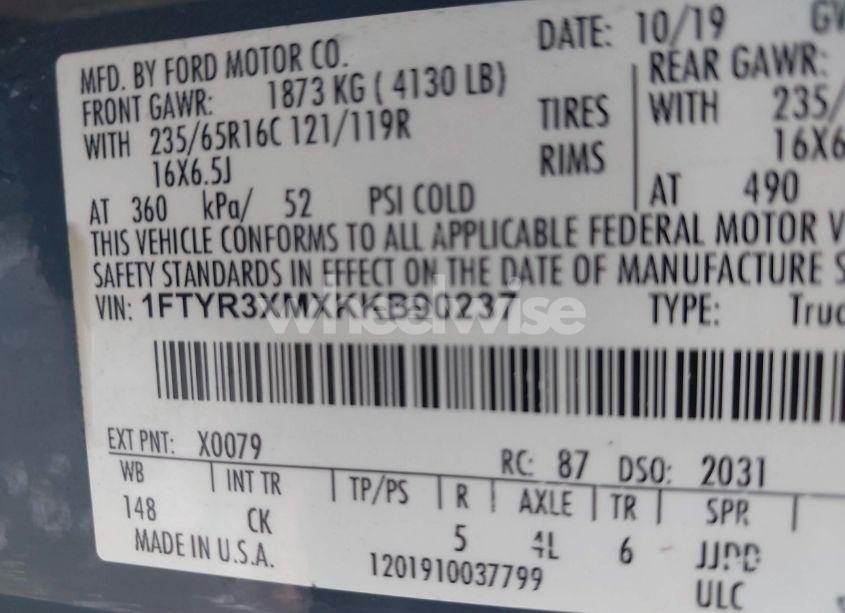 MFD. BY FORD MOTOR CO.
DATE: 10/19
FRONT GAWR: 1873 KG ( 4130 LB)
REAR GAWR:
WITH 235/65R16C 121/119R TIRES WITH 235/
16X6.5J RIMS 16X6
AT 360 kPa/ 52 PSI COLD AT 490
THIS VEHICLE CONFORMS TO ALL APPLICABLE FEDERAL MOTOR
SAFETY STANDARDS IN EFFECT ON THE DATE OF MANUFACTURE
VIN: 1FTYR3XMXKKB90237 TYPE:
wheelwise
EXT PNT: X0079 RC: 87 DSO: 2031
WB INT TR TP/PS R AXLE TR SPR
148 CK 5 4L 6
MADE IN U.S.A. 1201910037799 ULC